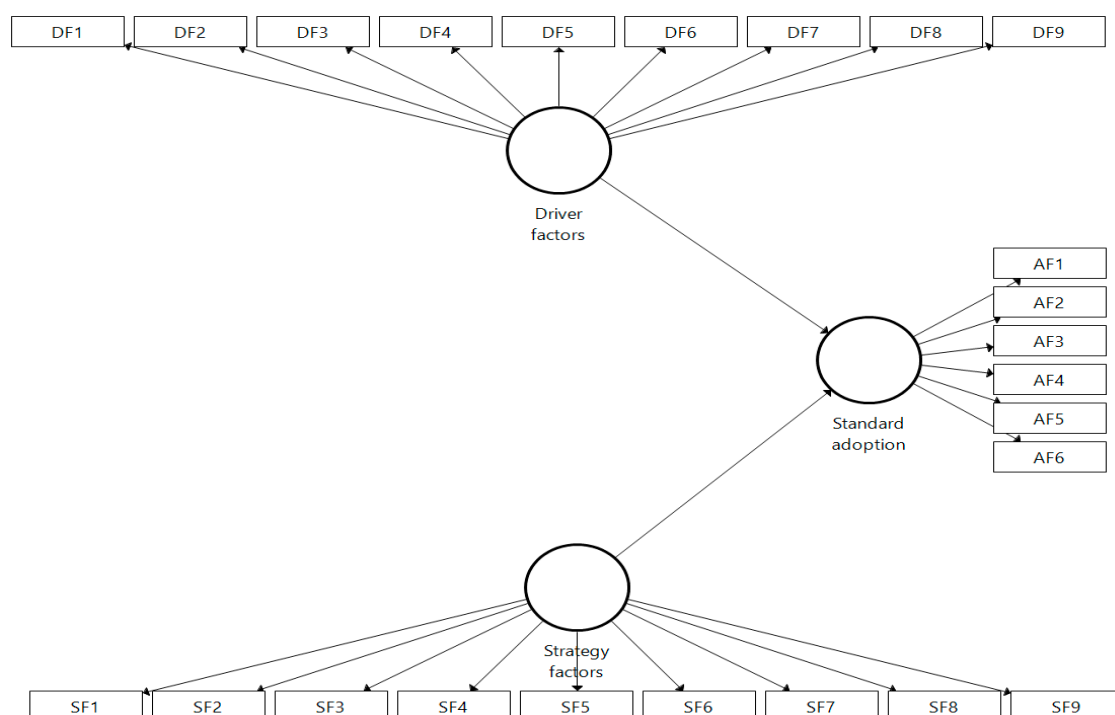 DF1 DF2 DF3 DF4 DF5 DF6 DF7 DF8 DF9
Driver
factors
AF1
AF2
AF3
AF4
AF5
AF6
Standard
adoption
Strategy
factors
SF1 SF2 SF3 SF4 SF5 SF6 SF7 SF8 SF9